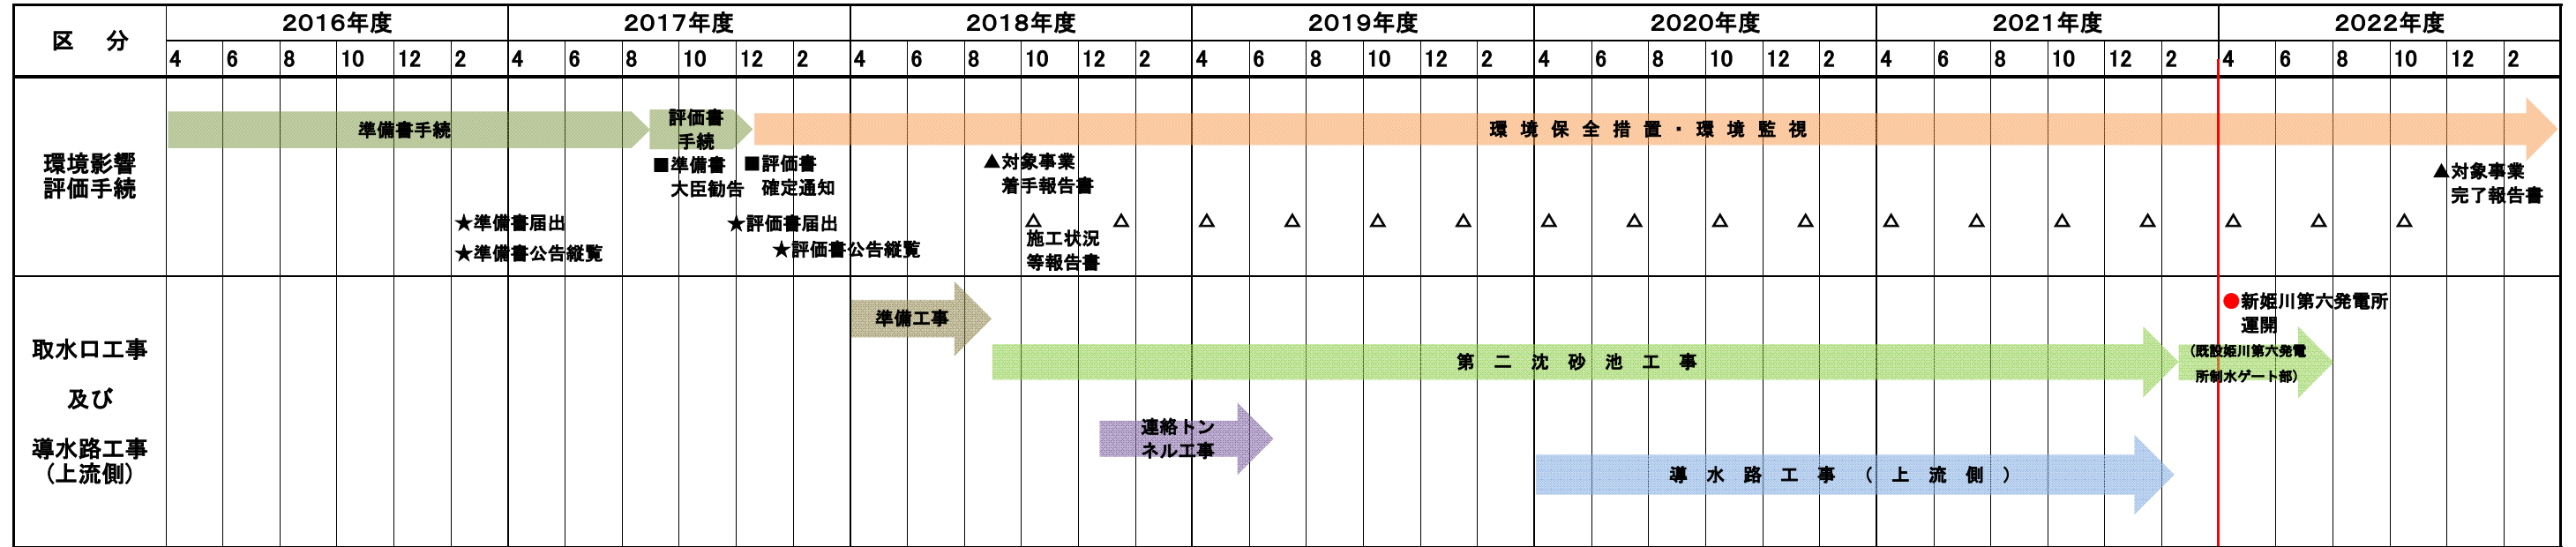 区　分
2016年度 2017年度 2018年度 2019年度 2020年度 2021年度 2022年度
4 6 8 10 12 2 4 6 8 10 12 2 4 6 8 10 12 2 4 6 8 10 12 2 4 6 8 10 12 2 4 6 8 10 12 2 4 6 8 10 12 2
環境影響
評価手続
準備書手続
評価書
手続
環境保全措置・環境監視
■準備書
大臣勧告
■評価書
確定通知
▲対象事業
着手報告書
▲対象事業
完了報告書
★準備書届出
★評価書届出
△ △ △ △ △ △ △ △ △ △ △ △ △ △ △ △ △
施工状況
等報告書
★準備書公告縦覧
★評価書公告縦覧
取水口工事
及び
導水路工事
（上流側）
準備工事
●新姫川第六発電所
運開
第二沈砂池工事
（既設姫川第六発電
所制水ゲート部）
連絡トン
ネル工事
導水路工事（上流側）